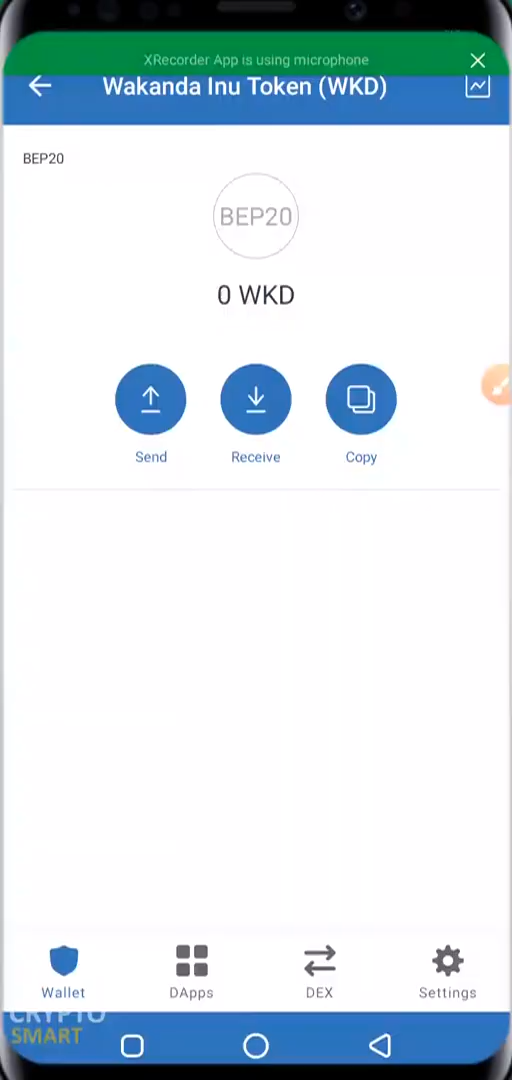 XRecorder App is using microphone
Wakanda Inu Token (WKD)
BEP20
BEP20
0 WKD
Send Receive Copy
Wallet DApps DEX Settings
CRYPTO
SMART